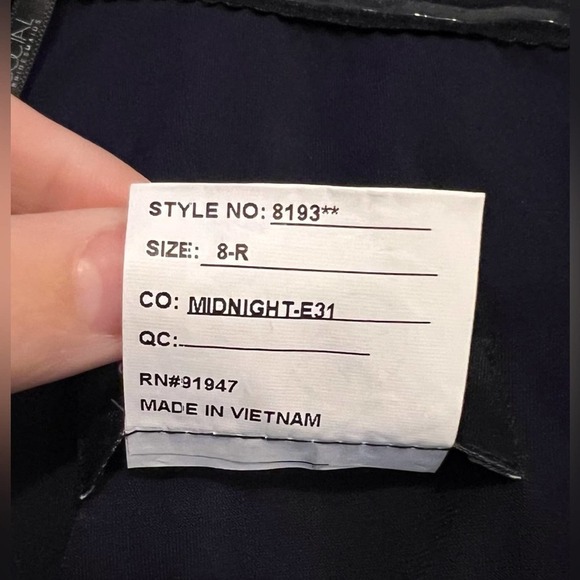 STYLE NO: 8193**
SIZE: 8-R
CO: MIDNIGHT-E31
QC:
RN#91947
MADE IN VIETNAM